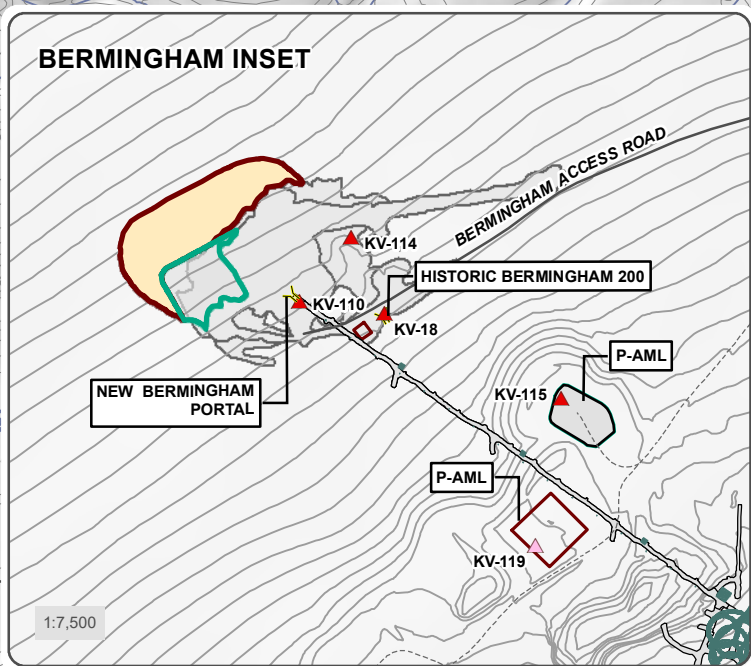 BERMINGHAM INSET
BERMINGHAM ACCESS ROAD
KV-114
HISTORIC BERMINGHAM 200
KV-110
KV-18
P-AML
NEW BERMINGHAM
PORTAL
KV-115
P-AML
KV-119
1:7,500